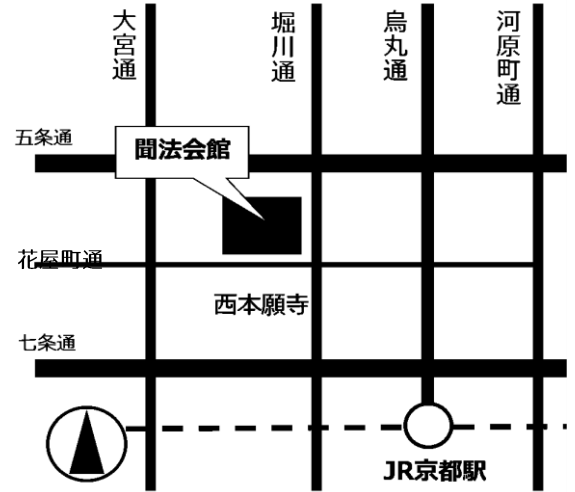 大宮通
堀川通
烏丸通
河原町通
五条通
聞法会館
花屋町通
西本願寺
七条通
JR京都駅